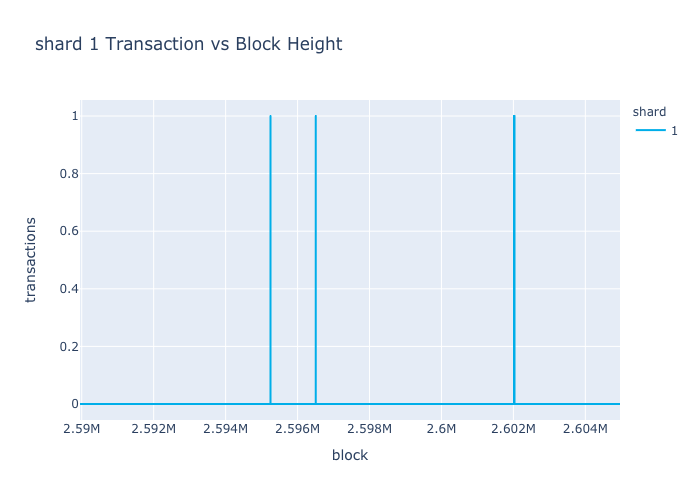 shard 1 Transaction vs Block Height
shard
1
1
0.8
0.6
0.4
0.2
0
transactions
2.59M 2.592M 2.594M 2.596M 2.598M 2.6M 2.602M 2.604M
block